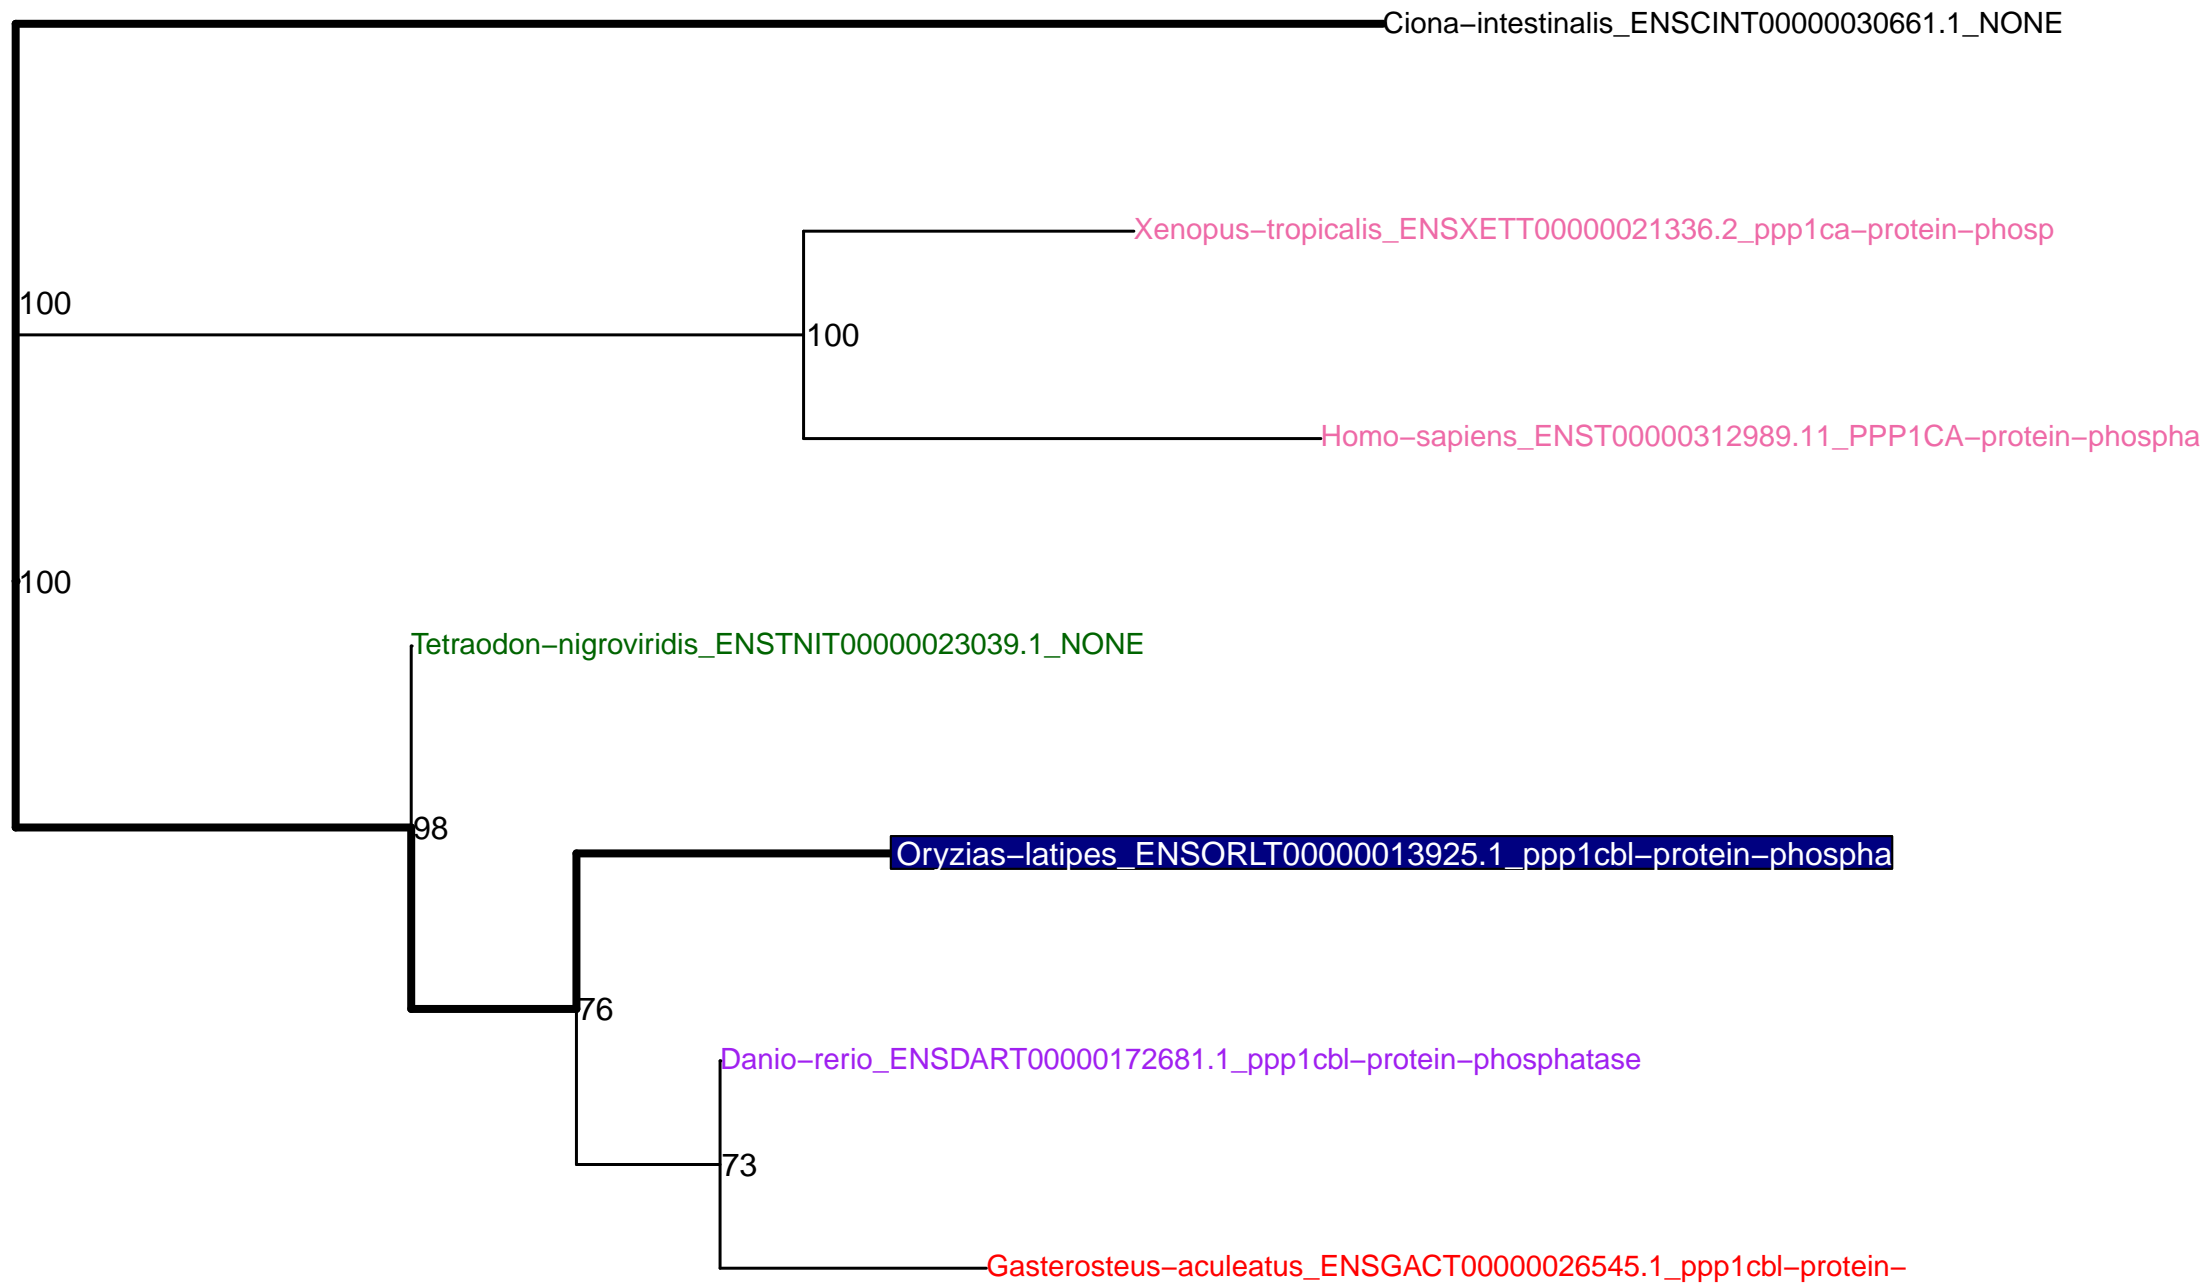 Ciona−intestinalis_ENSCINT00000030661.1_NONE
Xenopus−tropicalis_ENSXETT00000021336.2_ppp1ca−protein−phosp
100
100
Homo−sapiens_ENST00000312989.11_PPP1CA−protein−phospha
100
Tetraodon−nigroviridis_ENSTNIT00000023039.1_NONE
98
Oryzias−latipes_ENSORLT00000013925.1_ppp1cbl−protein−phospha
76
Danio−rerio_ENSDART00000172681.1_ppp1cbl−protein−phosphatase
73
Gasterosteus−aculeatus_ENSGACT00000026545.1_ppp1cbl−protein−